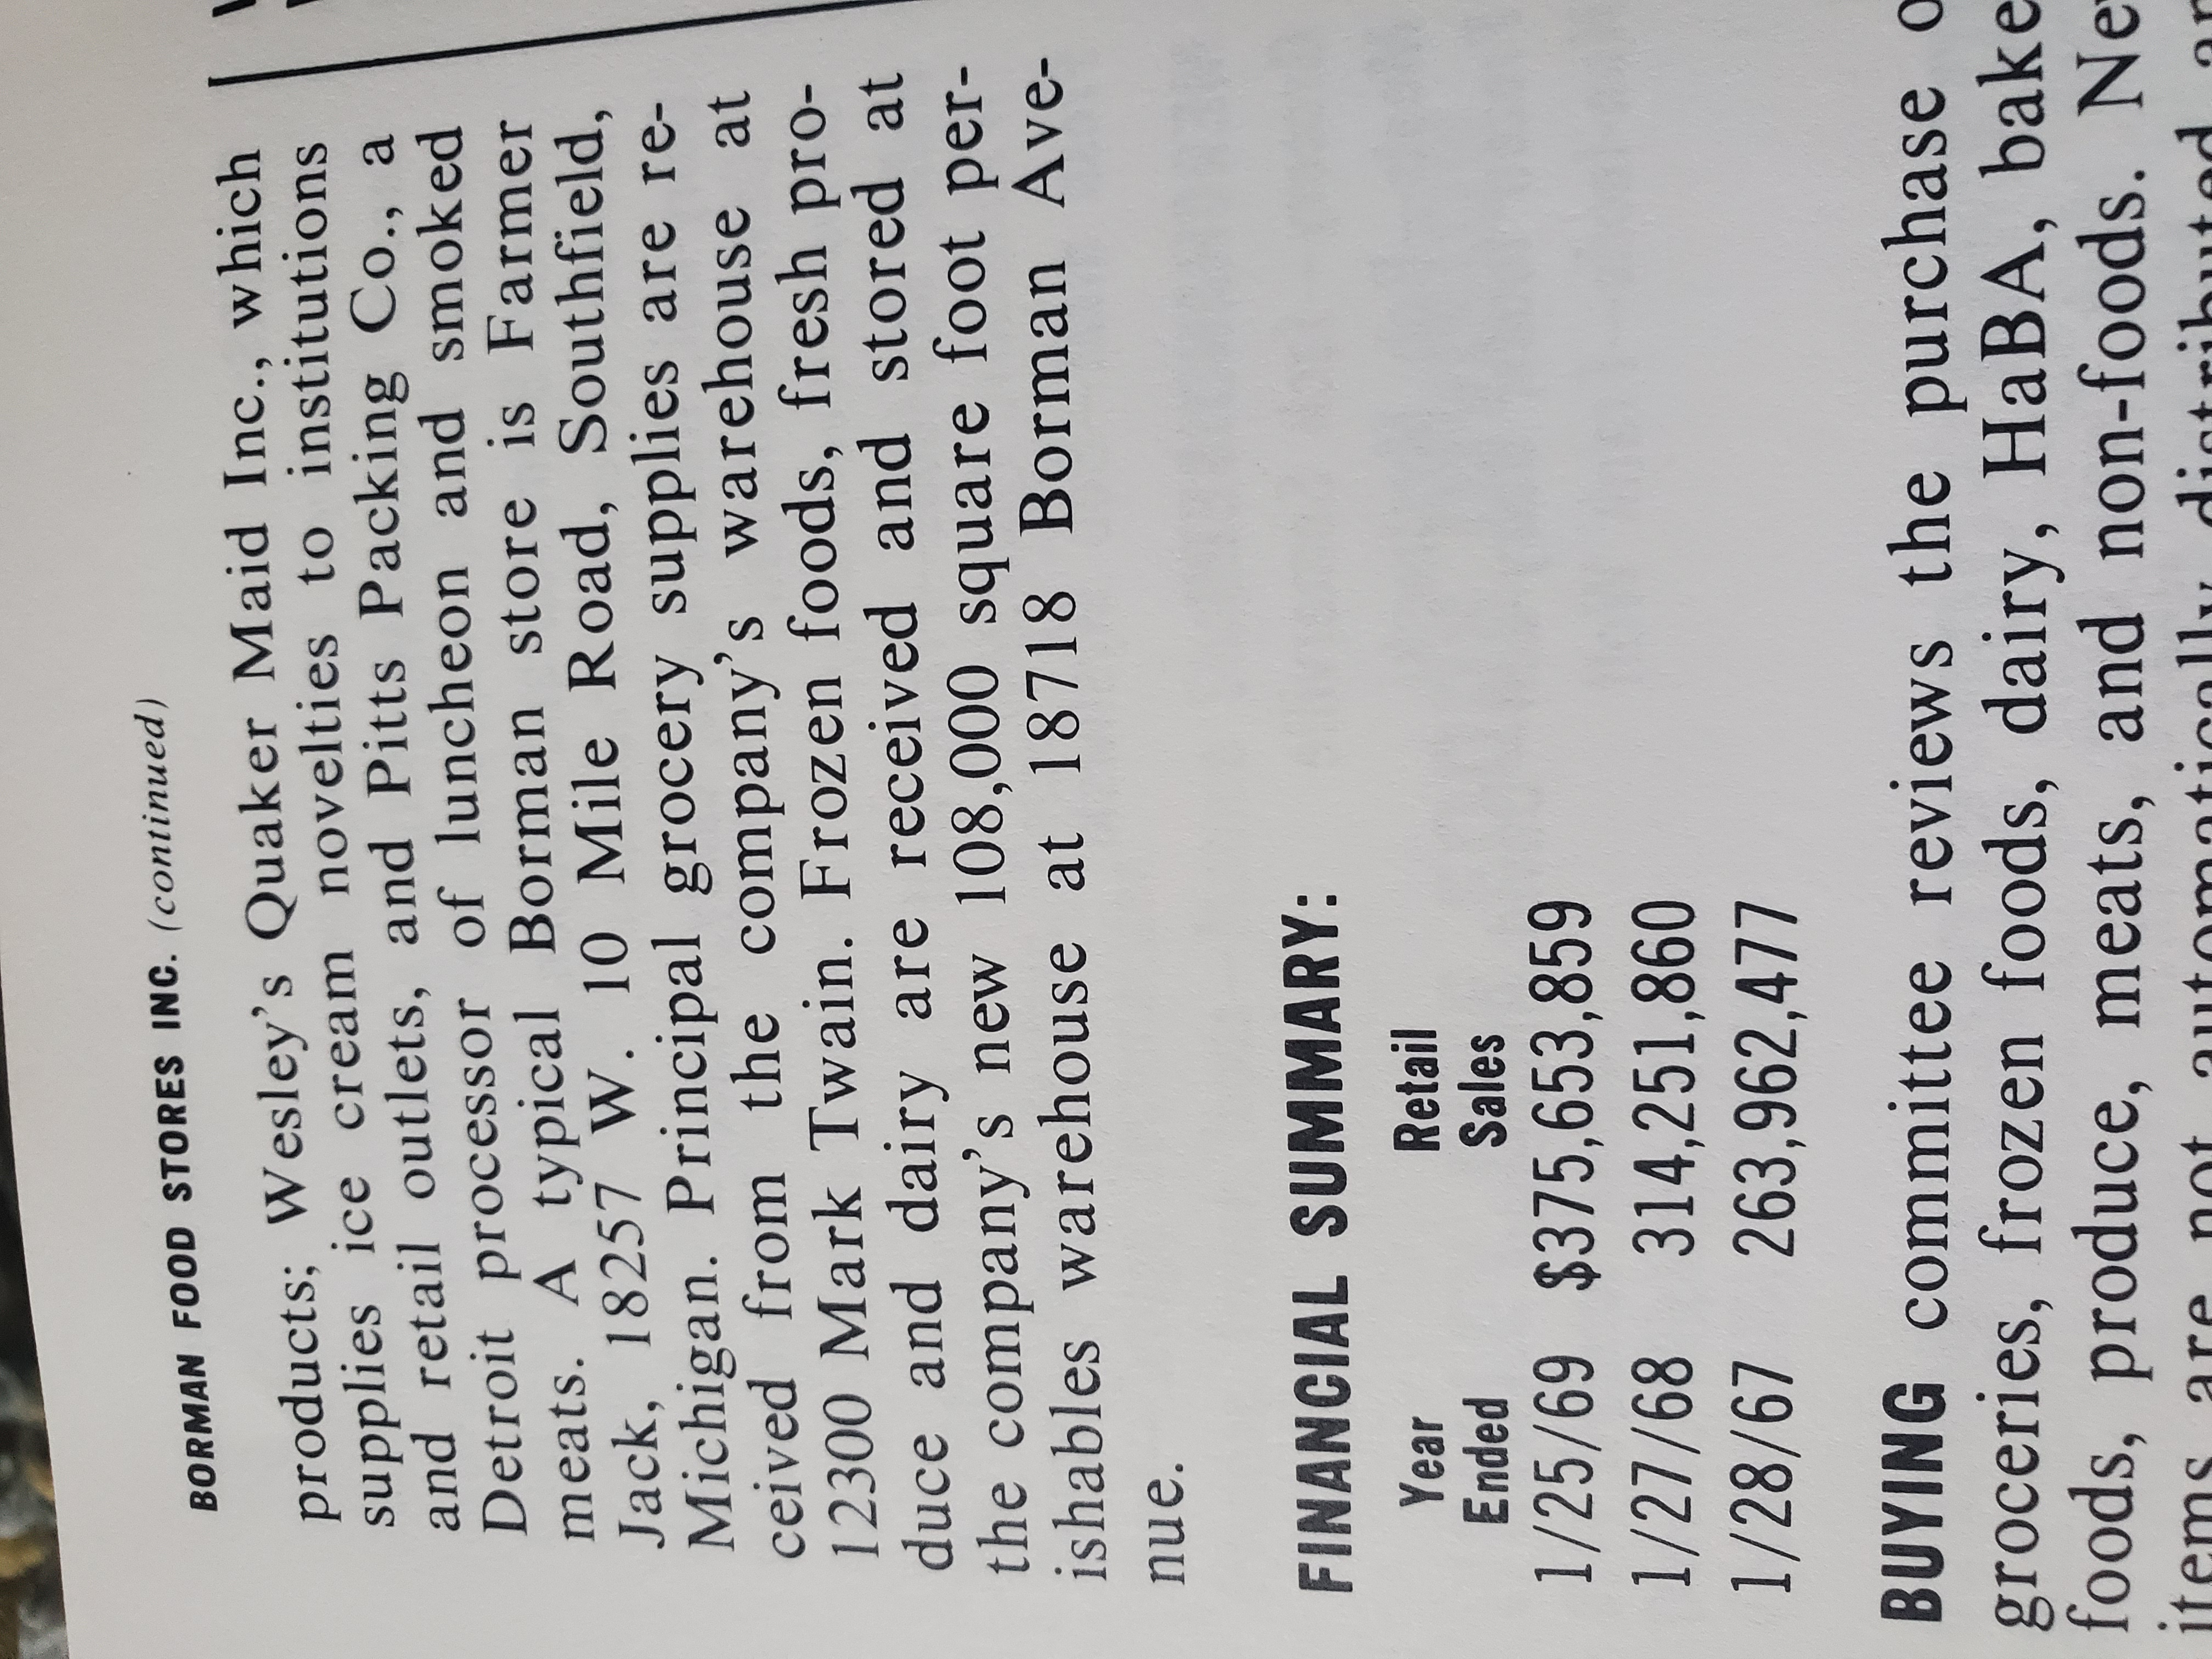 BORMAN FOOD STORES INC. (continued)
products; Wesley's Quaker Maid Inc., which
supplies ice cream novelties to institutions
and retail outlets, and Pitts Packing Co., a
Detroit processor of luncheon and smoked
meats. A typical Borman store is Farmer
Jack, 18257 W. 10 Mile Road, Southfield,
Michigan. Principal grocery supplies are re-
ceived from the company's warehouse at
12300 Mark Twain. Frozen foods, fresh pro-
duce and dairy are received and stored at
the company's new 108,000 square foot per-
ishables warehouse at 18718 Borman Ave-
nue.
FINANCIAL SUMMARY:
Year Retail
Ended Sales
1/25/69 $375,653,859
1/27/68 314,251,860
1/28/67 263,962,477
BUYING committee reviews the purchase
groceries, frozen foods, dairy, HaBA,
foods, produce, meats, and non-foods.
items are not automatically distributed